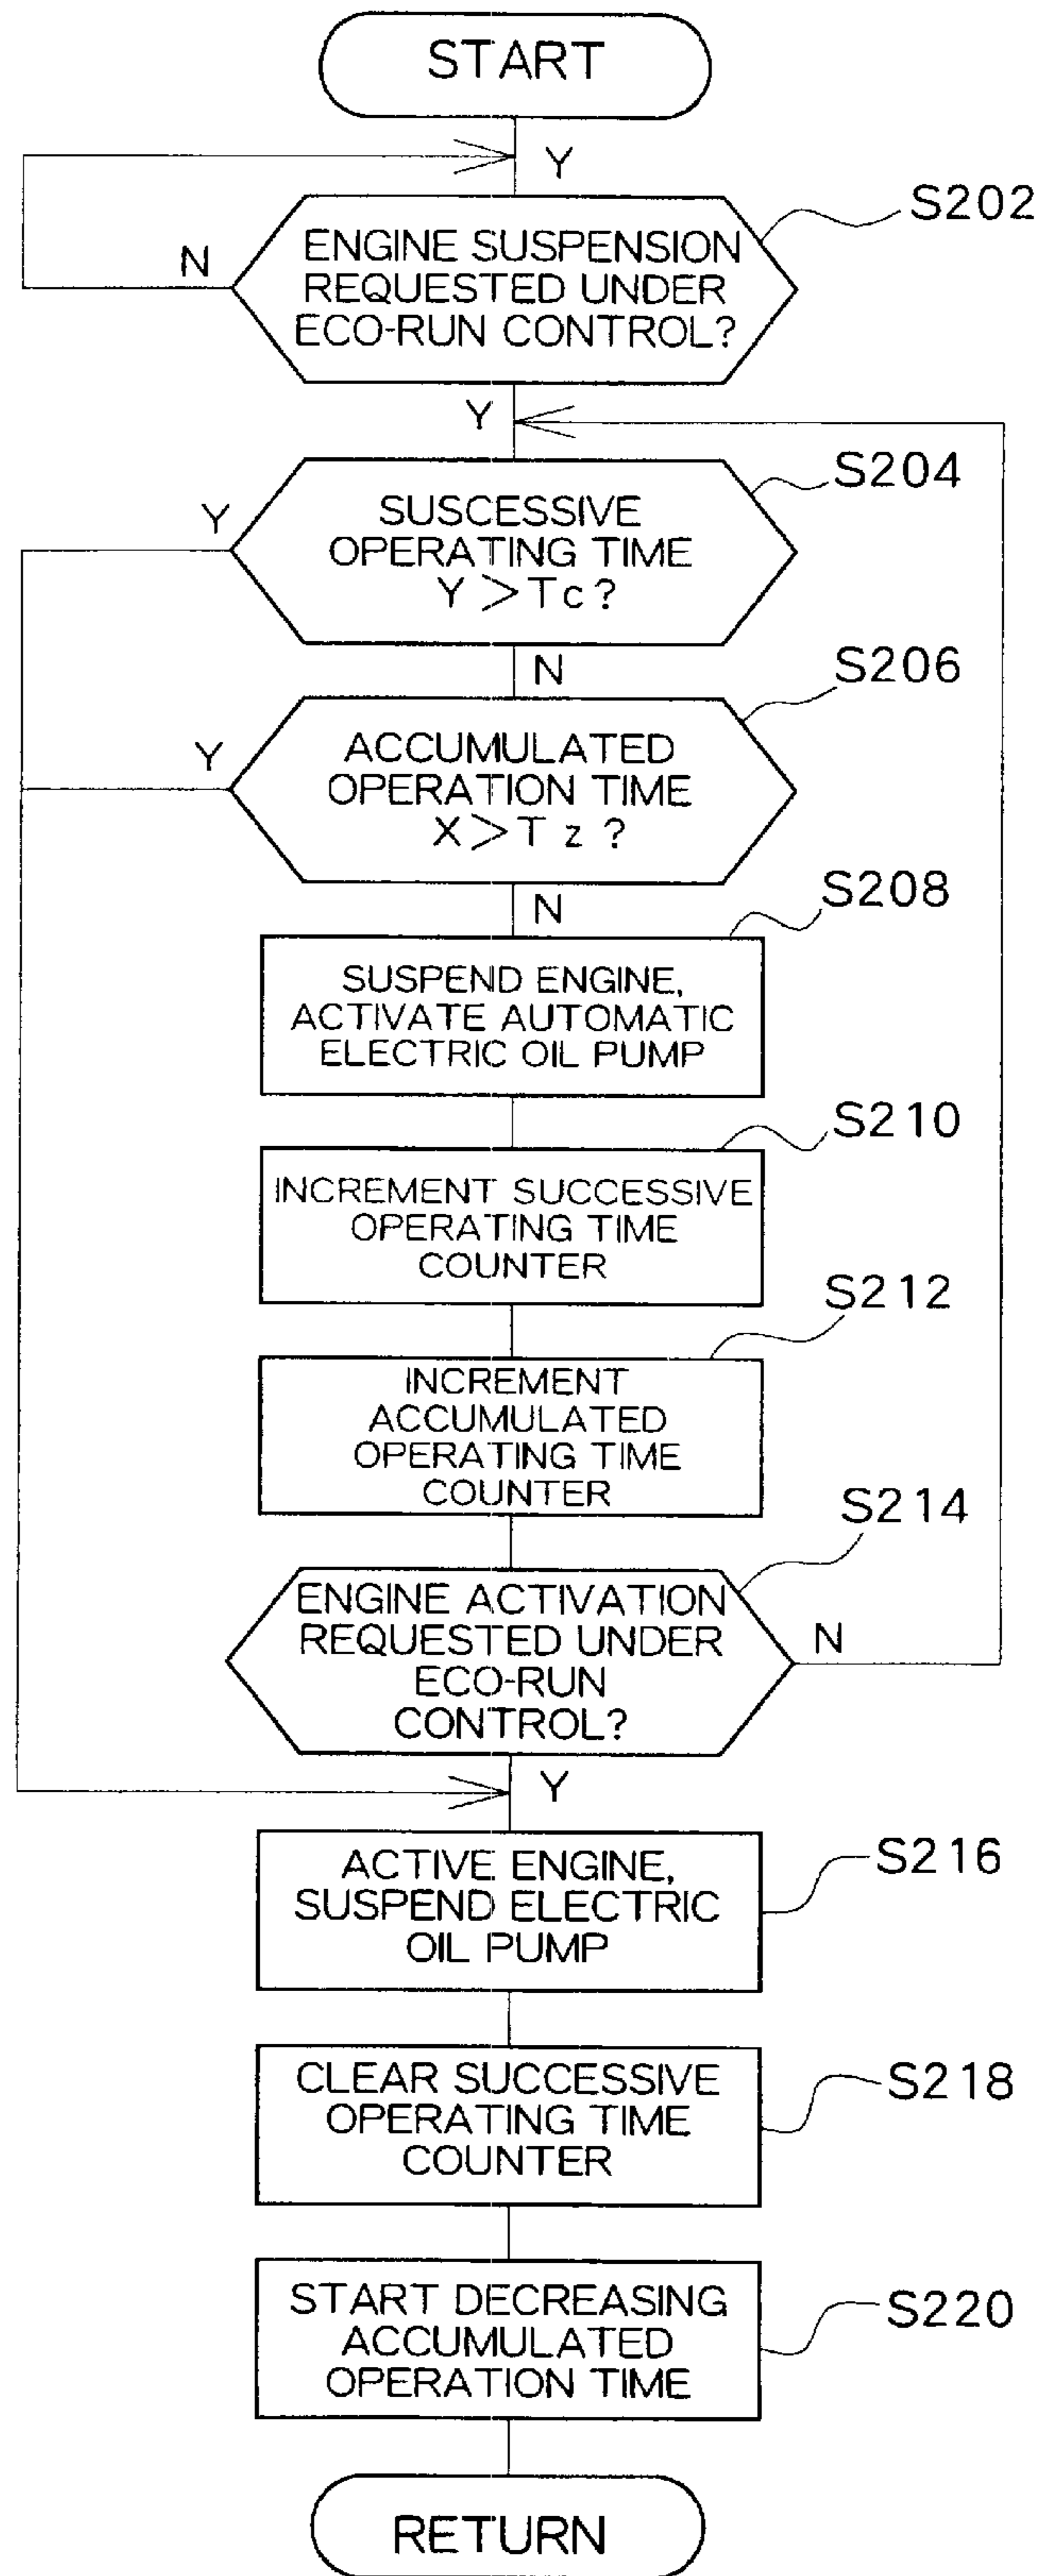 START
Y
S202
N
ENGINE SUSPENSION
REQUESTED UNDER
ECO-RUN CONTROL?
Y
S204
Y
SUSCESSIVE
OPERATING TIME
Y>Tc?
N
S206
Y
ACCUMULATED
OPERATION TIME
X>Tz?
N
S208
SUSPEND ENGINE,
ACTIVATE AUTOMATIC
ELECTRIC OIL PUMP
S210
INCREMENT SUCCESSIVE
OPERATING TIME
COUNTER
S212
INCREMENT
ACCUMULATED
OPERATING TIME
COUNTER
S214
ENGINE ACTIVATION
REQUESTED UNDER
ECO-RUN
CONTROL?
N
Y
S216
ACTIVE ENGINE,
SUSPEND ELECTRIC
OIL PUMP
S218
CLEAR SUCCESSIVE
OPERATING TIME
COUNTER
S220
START DECREASING
ACCUMULATED
OPERATION TIME
RETURN